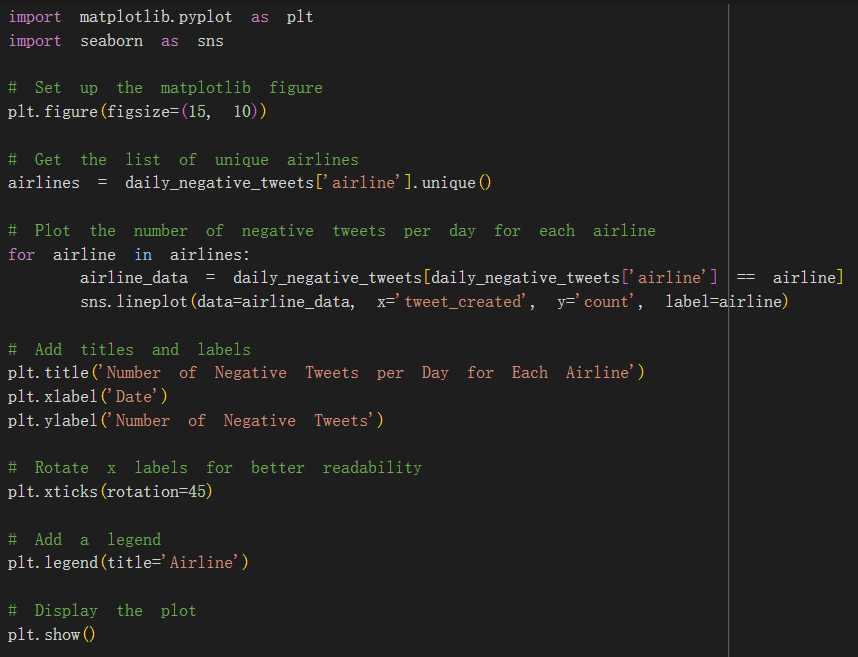 import matplotlib.pyplot as plt
import seaborn as sns
# Set up the matplotlib figure
plt.figure(figsize=(15, 10))
# Get the list of unique airlines
airlines = daily_negative_tweets['airline'].unique()
# Plot the number of negative tweets per day for each airline
for airline in airlines:
    airline_data = daily_negative_tweets[daily_negative_tweets['airline'] == airline]
    sns.lineplot(data=airline_data, x='tweet_created', y='count', label=airline)
# Add titles and labels
plt.title('Number of Negative Tweets per Day for Each Airline')
plt.xlabel('Date')
plt.ylabel('Number of Negative Tweets')
# Rotate x labels for better readability
plt.xticks(rotation=45)
# Add a legend
plt.legend(title='Airline')
# Display the plot
plt.show()